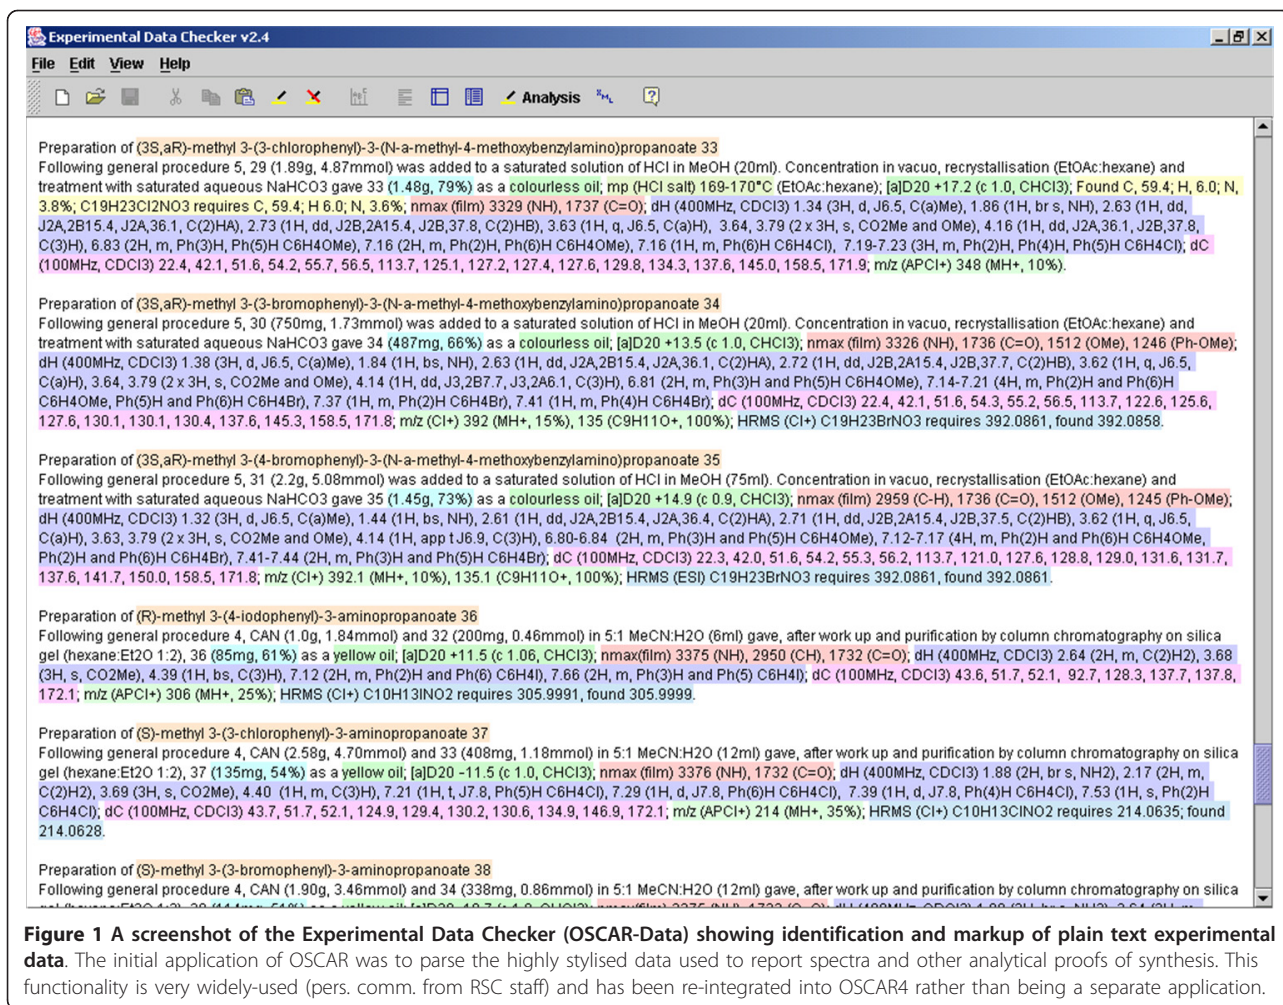 Experimental Data Checker v2.4
File Edit View Help
Analysis XML ?
Preparation of (3S,aR)-methyl 3-(3-chlorophenyl)-3-(N-a-methyl-4-methoxybenzylamino)propanoate 33
Following general procedure 5, 29 (1.89g, 4.87mmol) was added to a saturated solution of HCl in MeOH (20ml). Concentration in vacuo, recrystallisation (EtOAc:hexane) and
treatment with saturated aqueous NaHCO3 gave 33 (1.48g, 79%) as a colourless oil; mp (HCl salt) 169-170*C (EtOAc:hexane); [a]D20 +17.2 (c 1.0, CHCl3); Found C, 59.4; H, 6.0; N,
3.8%; C19H23Cl2NO3 requires C, 59.4; H 6.0; N, 3.6%; nmax (film) 3329 (NH), 1737 (C=O); dH (400MHz, CDCl3) 1.34 (3H, d, J6.5, C(a)Me), 1.86 (1H, br s, NH), 2.63 (1H, dd,
J2A,2B15.4, J2A,36.1, C(2)HA), 2.73 (1H, dd, J2B,2A15.4, J2B,37.8, C(2)HB), 3.63 (1H, q, J6.5, C(a)H), 3.64, 3.79 (2 x 3H, s, CO2Me and OMe), 4.16 (1H, dd, J2A,36.1, J2B,37.8,
C(3)H), 6.83 (2H, m, Ph(3)H, Ph(5)H C6H4OMe), 7.16 (2H, m, Ph(2)H, Ph(6)H C6H4OMe), 7.16 (1H, m, Ph(6)H C6H4Cl), 7.19-7.23 (3H, m, Ph(2)H, Ph(4)H, Ph(5)H C6H4Cl); dC
(100MHz, CDCl3) 22.4, 42.1, 51.6, 54.2, 55.7, 56.5, 113.7, 125.1, 127.2, 127.4, 127.6, 129.8, 134.3, 137.6, 145.0, 158.5, 171.9; m/z (APCI+) 348 (MH+, 10%).
Preparation of (3S,aR)-methyl 3-(3-bromophenyl)-3-(N-a-methyl-4-methoxybenzylamino)propanoate 34
Following general procedure 5, 30 (750mg, 1.73mmol) was added to a saturated solution of HCl in MeOH (20ml). Concentration in vacuo, recrystallisation (EtOAc:hexane) and
treatment with saturated aqueous NaHCO3 gave 34 (487mg, 66%) as a colourless oil; [a]D20 +13.5 (c 1.0, CHCl3); nmax (film) 3326 (NH), 1736 (C=O), 1512 (OMe), 1246 (Ph-OMe);
dH (400MHz, CDCl3) 1.38 (3H, d, J6.5, C(a)Me), 1.84 (1H, bs, NH), 2.63 (1H, dd, J2A,2B15.4, J2A,36.1, C(2)HA), 2.72 (1H, dd, J2B,2A15.4, J2B,37.7, C(2)HB), 3.62 (1H, q, J6.5,
C(a)H), 3.64, 3.79 (2 x 3H, s, CO2Me and OMe), 4.14 (1H, dd, J3,2B7.7, J3,2A6.1, C(3)H), 6.81 (2H, m, Ph(3)H and Ph(5)H C6H4OMe), 7.14-7.21 (4H, m, Ph(2)H and Ph(6)H
C6H4OMe, Ph(5)H and Ph(6)H C6H4Br), 7.37 (1H, m, Ph(2)H C6H4Br), 7.41 (1H, m, Ph(4)H C6H4Br); dC (100MHz, CDCl3) 22.4, 42.1, 51.6, 54.3, 55.2, 56.5, 113.7, 122.6, 125.6,
127.6, 130.1, 130.1, 130.4, 137.6, 145.3, 158.5, 171.8; m/z (CI+) 392 (MH+, 15%), 135 (C9H11O+, 100%); HRMS (CI+) C19H23BrNO3 requires 392.0861, found 392.0858.
Preparation of (3S,aR)-methyl 3-(4-bromophenyl)-3-(N-a-methyl-4-methoxybenzylamino)propanoate 35
Following general procedure 5, 31 (2.2g, 5.08mmol) was added to a saturated solution of HCl in MeOH (75ml). Concentration in vacuo, recrystallisation (EtOAc:hexane) and
treatment with saturated aqueous NaHCO3 gave 35 (1.45g, 73%) as a colourless oil; [a]D20 +14.9 (c 0.9, CHCl3); nmax (film) 2959 (C-H), 1736 (C=O), 1512 (OMe), 1245 (Ph-OMe);
dH (400MHz, CDCl3) 1.32 (3H, d, J6.5, C(a)Me), 1.44 (1H, bs, NH), 2.61 (1H, dd, J2A,2B15.4, J2A,36.4, C(2)HA), 2.71 (1H, dd, J2B,2A15.4, J2B,37.5, C(2)HB), 3.62 (1H, q, J6.5,
C(a)H), 3.63, 3.79 (2 x 3H, s, CO2Me and OMe), 4.14 (1H, app t J6.9, C(3)H), 6.80-6.84 (2H, m, Ph(3)H and Ph(5)H C6H4OMe), 7.12-7.17 (4H, m, Ph(2)H and Ph(6)H C6H4OMe,
Ph(2)H and Ph(6)H C6H4Br), 7.41-7.44 (2H, m, Ph(3)H and Ph(5)H C6H4Br); dC (100MHz, CDCl3) 22.3, 42.0, 51.6, 54.2, 55.3, 56.2, 113.7, 121.0, 127.6, 128.8, 129.0, 131.6, 131.7,
137.6, 141.7, 150.0, 158.5, 171.8; m/z (CI+) 392.1 (MH+, 10%), 135.1 (C9H11O+, 100%); HRMS (ESI) C19H23BrNO3 requires 392.0861, found 392.0861.
Preparation of (R)-methyl 3-(4-iodophenyl)-3-aminopropanoate 36
Following general procedure 4, CAN (1.0g, 1.84mmol) and 32 (200mg, 0.46mmol) in 5:1 MeCN:H2O (6ml) gave, after work up and purification by column chromatography on silica
gel (hexane:Et2O 1:2), 36 (85mg, 61%) as a yellow oil; [a]D20 +11.5 (c 1.06, CHCl3); nmax(film) 3375 (NH), 2950 (CH), 1732 (C=O); dH (400MHz, CDCl3) 2.64 (2H, m, C(2)H2), 3.68
(3H, s, CO2Me), 4.39 (1H, bs, C(3)H), 7.12 (2H, m, Ph(2)H and Ph(6) C6H4I), 7.66 (2H, m, Ph(3)H and Ph(5) C6H4I); dC (100MHz, CDCl3) 43.6, 51.7, 52.1, 92.7, 128.3, 137.7, 137.8,
172.1; m/z (APCI+) 306 (MH+, 25%); HRMS (CI+) C10H13INO2 requires 305.9991, found 305.9999.
Preparation of (S)-methyl 3-(3-chlorophenyl)-3-aminopropanoate 37
Following general procedure 4, CAN (2.58g, 4.70mmol) and 33 (408mg, 1.18mmol) in 5:1 MeCN:H2O (12ml) gave, after work up and purification by column chromatography on silica
gel (hexane:Et2O 1:2), 37 (135mg, 54%) as a yellow oil; [a]D20 -11.5 (c 1.0, CHCl3); nmax (film) 3376 (NH), 1732 (C=O); dH (400MHz, CDCl3) 1.88 (2H, br s, NH2), 2.17 (2H, m,
C(2)H2), 3.69 (3H, s, CO2Me), 4.40 (1H, m, C(3)H), 7.21 (1H, t, J7.8, Ph(5)H C6H4Cl), 7.29 (1H, d, J7.8, Ph(6)H C6H4Cl), 7.39 (1H, d, J7.8, Ph(4)H C6H4Cl), 7.53 (1H, s, Ph(2)H
C6H4Cl); dC (100MHz, CDCl3) 43.7, 51.7, 52.1, 124.9, 129.4, 130.2, 130.6, 134.9, 146.9, 172.1; m/z (APCI+) 214 (MH+, 35%); HRMS (CI+) C10H13ClNO2 requires 214.0635; found
214.0628.
Preparation of (S)-methyl 3-(3-bromophenyl)-3-aminopropanoate 38
Following general procedure 4, CAN (1.90g, 3.46mmol) and 34 (338mg, 0.86mmol) in 5:1 MeCN:H2O (12ml) gave, after work up and purification by column chromatography on silica
Figure 1 A screenshot of the Experimental Data Checker (OSCAR-Data) showing identification and markup of plain text experimental
data. The initial application of OSCAR was to parse the highly stylised data used to report spectra and other analytical proofs of synthesis. This
functionality is very widely-used (pers. comm. from RSC staff) and has been re-integrated into OSCAR4 rather than being a separate application.